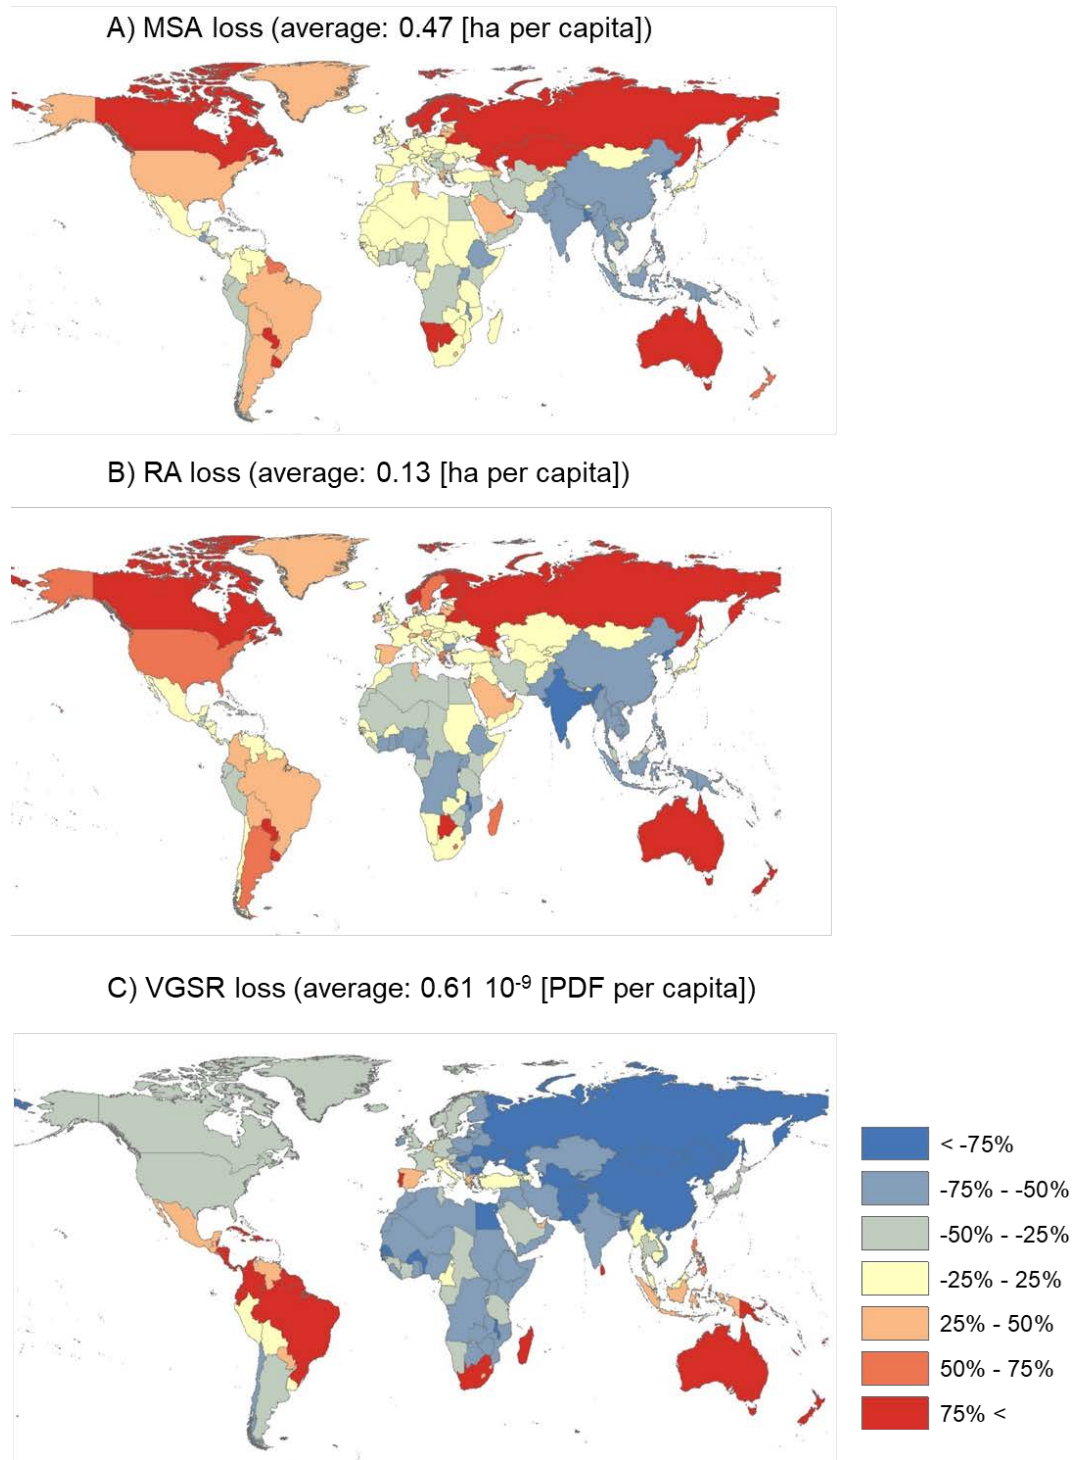 A) MSA loss (average: 0.47 [ha per capita])
B) RA loss (average: 0.13 [ha per capita])
C) VGSR loss (average: 0.61 10⁻⁹ [PDF per capita])
< -75%
-75% - -50%
-50% - -25%
-25% - 25%
25% - 50%
50% - 75%
75% <